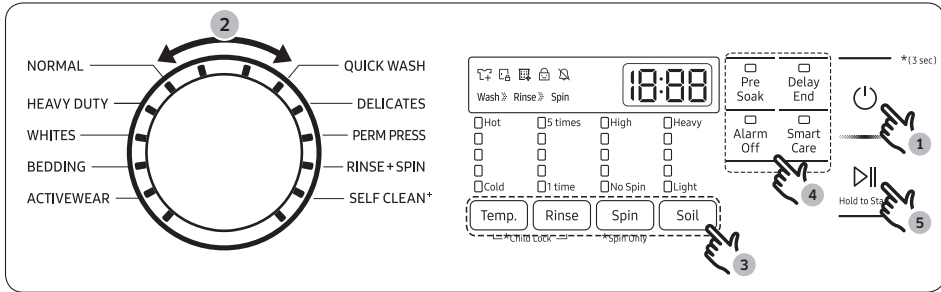 2
NORMAL
HEAVY DUTY
WHITES
BEDDING
ACTIVEWEAR
QUICK WASH
DELICATES
PERM PRESS
RINSE+SPIN
SELF CLEAN+
Wash》 Rinse》 Spin
18:88
Hot 5 times High Heavy
Cold 1 time No Spin Light
Temp. Rinse Spin Soil
*Child Lock *Spin Only
3
Pre Soak
Delay End
Alarm Off
Smart Care
4
*(3 sec)
1
Hold to
5